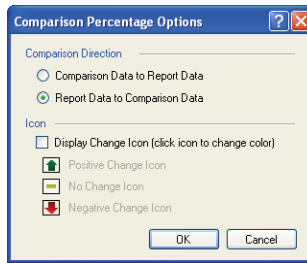 Comparison Percentage Options
Comparison Direction
Comparison Data to Report Data
Report Data to Comparison Data
Icon
Display Change Icon (click icon to change color)
Positive Change Icon
No Change Icon
Negative Change Icon
OK Cancel